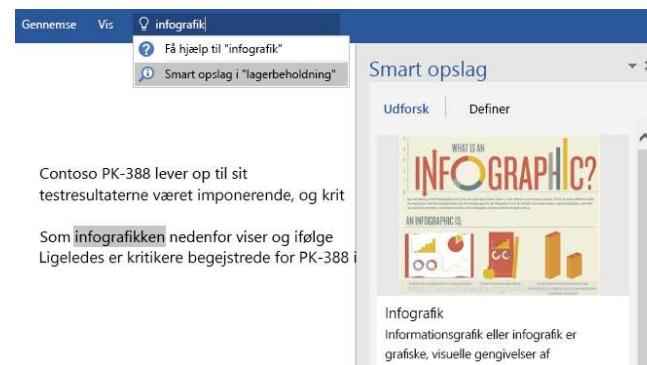 Gennemse Vis infografik
Få hjælp til "infografik"
Smart opslag i "lagerbeholdning"
Smart opslag
Udforsk Definer
WHAT IS AN
INFOGRAPHIC?
AN INFOGRAPHIC IS:
Contoso PK-388 lever op til sit
testresultaterne været imponerende, og krit
Som infografikken nedenfor viser og ifølge
Ligeledes er kritikere begejstrede for PK-388 i
Infografik
Informationsgrafik eller infografik er
grafiske, visuelle gengivelser af